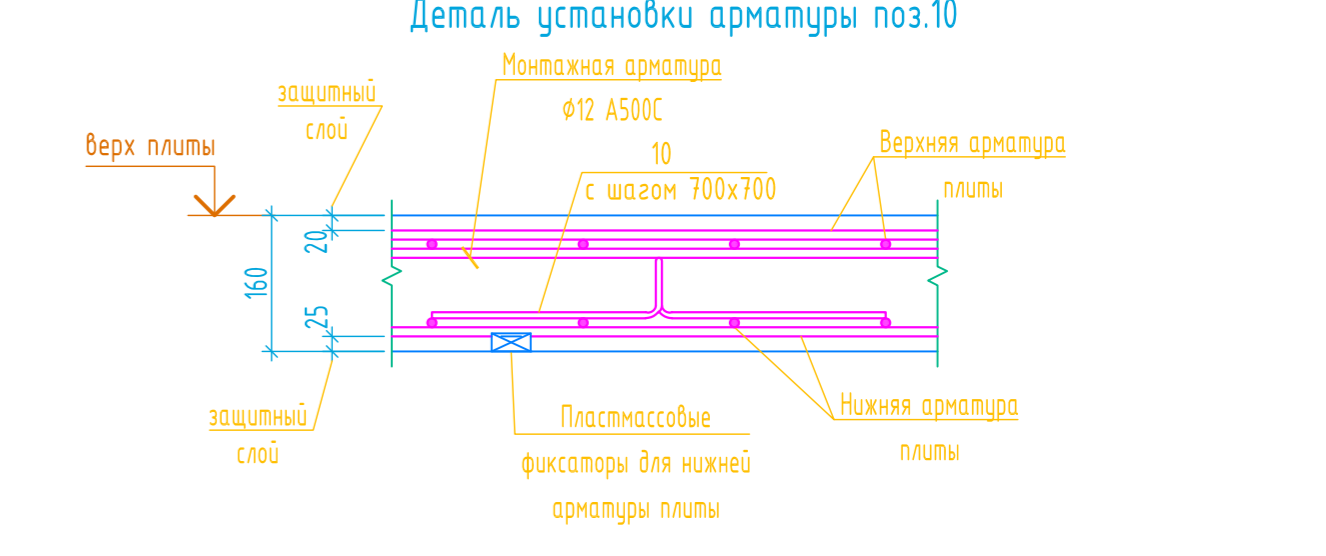 Деталь установки арматуры поз.10
Монтажная арматура
Ф12 А500С
защитный
слой
верх плиты
10
с шагом 700х700
Верхняя арматура
плиты
20
160
25
защитный
слой
Пластмассовые
фиксаторы для нижней
арматуры плиты
Нижняя арматура
плиты